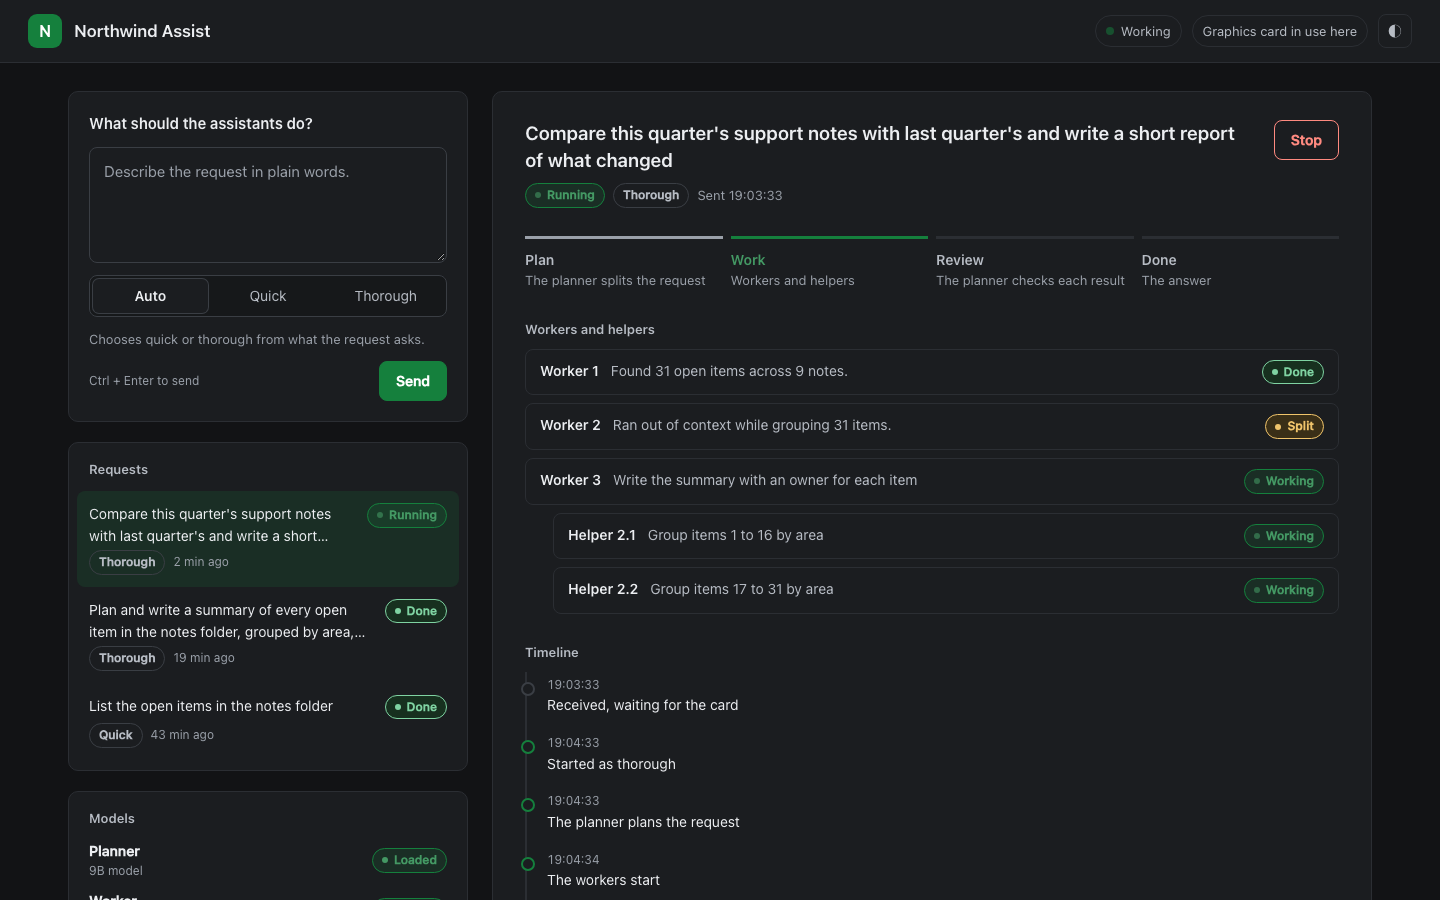 N Northwind Assist
Working
Graphics card in use here
What should the assistants do?
Describe the request in plain words.
Auto Quick Thorough
Chooses quick or thorough from what the request asks.
Ctrl + Enter to send
Send
Requests
Compare this quarter's support notes
with last quarter's and write a short...
Running
Thorough 2 min ago
Plan and write a summary of every open
item in the notes folder, grouped by area,...
Done
Thorough 19 min ago
List the open items in the notes folder
Done
Quick 43 min ago
Models
Planner
9B model
Loaded
Worker
Compare this quarter's support notes with last quarter's and write a short report
of what changed
Stop
Running Thorough Sent 19:03:33
Plan
The planner splits the request
Work
Workers and helpers
Review
The planner checks each result
Done
The answer
Workers and helpers
Worker 1 Found 31 open items across 9 notes. Done
Worker 2 Ran out of context while grouping 31 items. Split
Worker 3 Write the summary with an owner for each item Working
Helper 2.1 Group items 1 to 16 by area Working
Helper 2.2 Group items 17 to 31 by area Working
Timeline
19:03:33
Received, waiting for the card
19:04:33
Started as thorough
19:04:33
The planner plans the request
19:04:34
The workers start